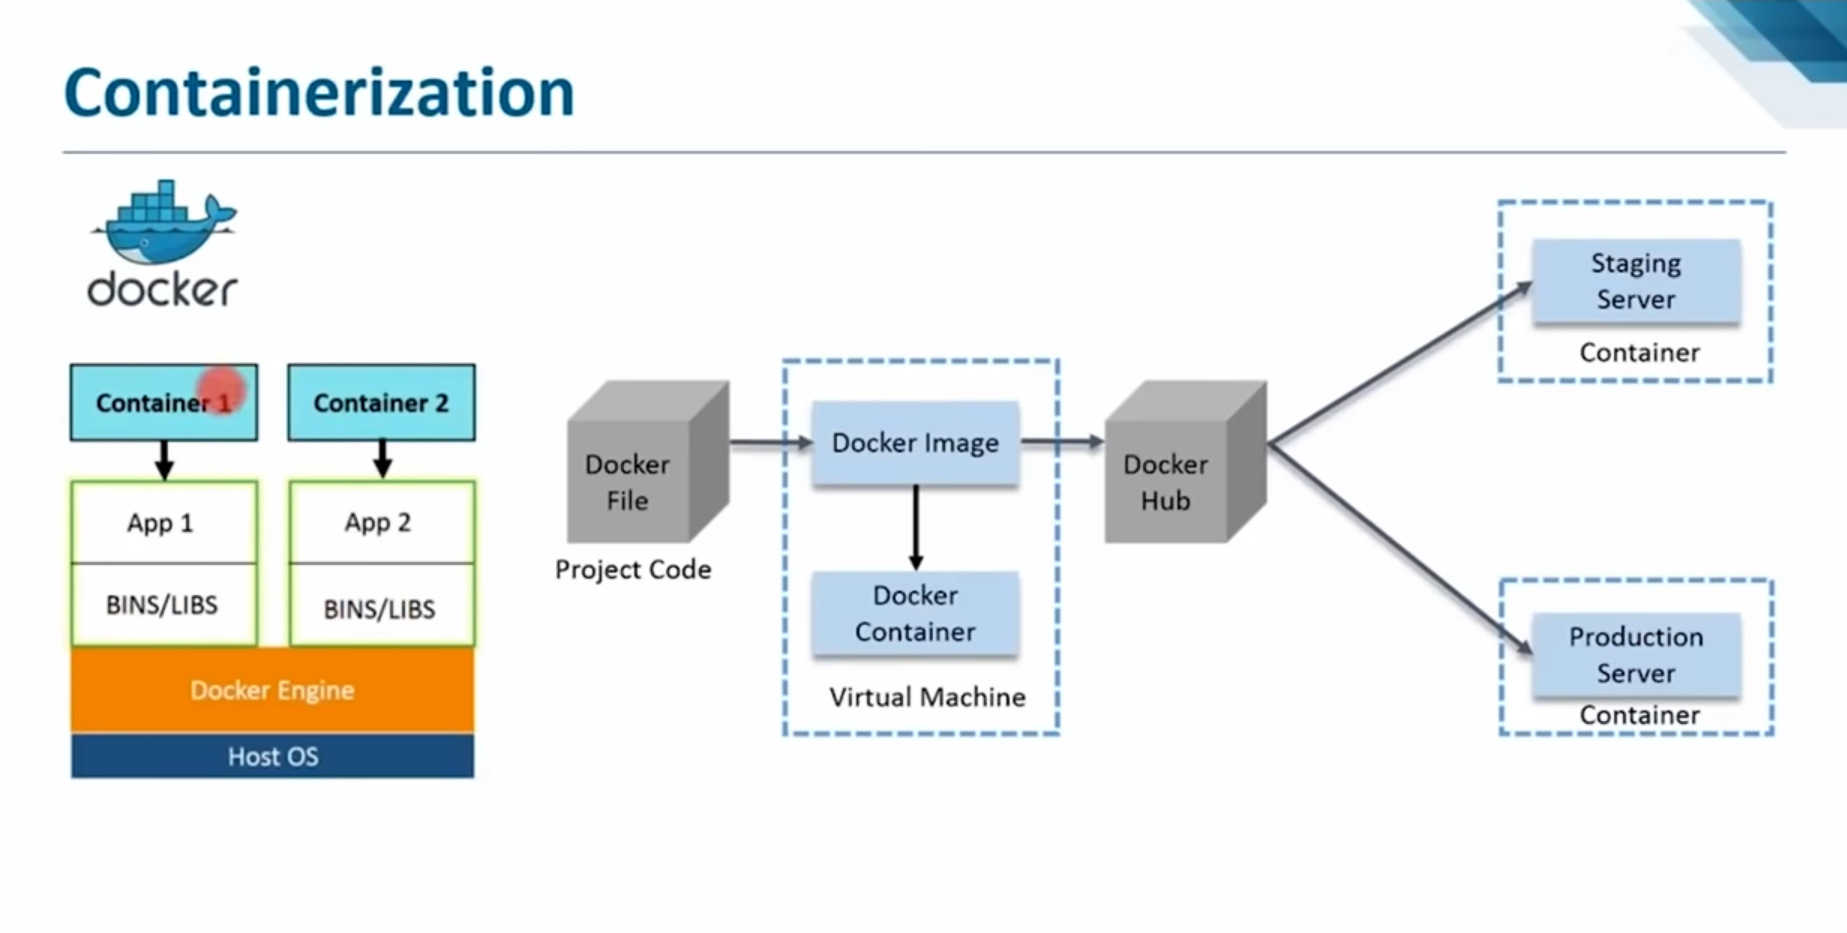 Containerization
docker
Container 1
Container 2
App 1
App 2
BINS/LIBS
BINS/LIBS
Docker Engine
Host OS
Docker
File
Project Code
Docker Image
Docker
Container
Virtual Machine
Docker
Hub
Staging
Server
Container
Production
Server
Container